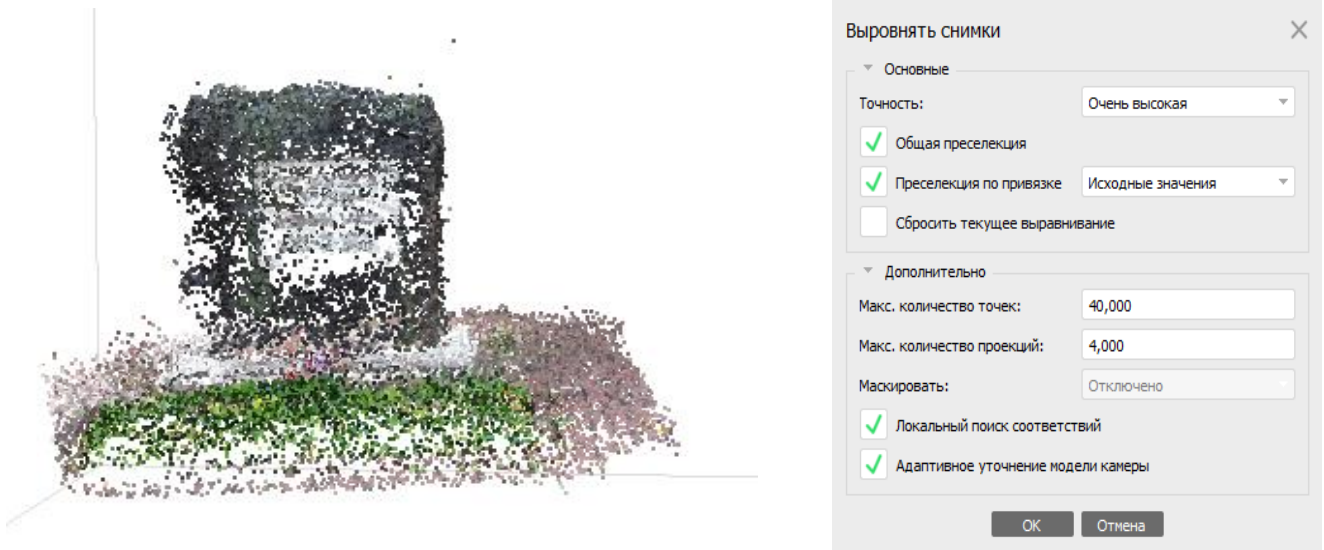 Выровнять снимки
Основные
Точность: Очень высокая
Общая преселекция
Преселекция по привязке Исходные значения
Сбросить текущее выравнивание
Дополнительно
Макс. количество точек: 40,000
Макс. количество проекций: 4,000
Маскировать: Отключено
Локальный поиск соответствий
Адаптивное уточнение модели камеры
OK Отмена